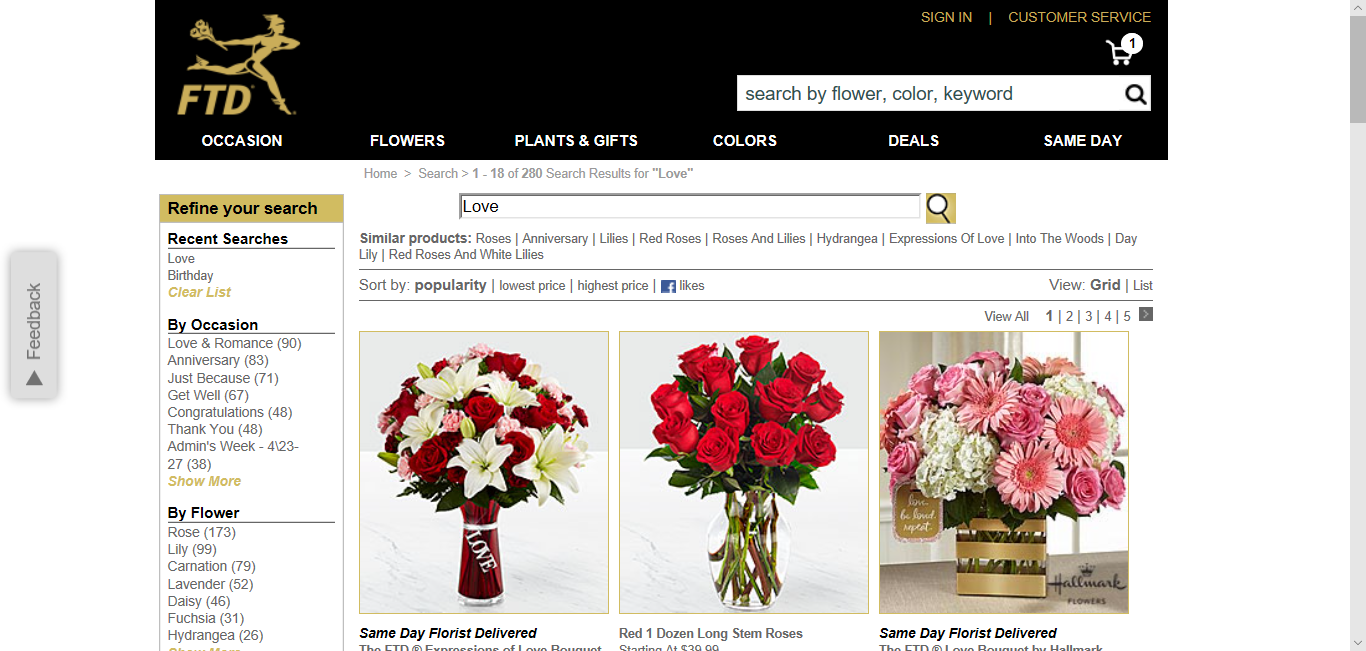 SIGN IN | CUSTOMER SERVICE
1
FTD
search by flower, color, keyword
OCCASION FLOWERS PLANTS & GIFTS COLORS DEALS SAME DAY
Home > Search > 1 - 18 of 280 Search Results for "Love"
Refine your search
Recent Searches
Love
Birthday
Clear List
By Occasion
Love & Romance (90)
Anniversary (83)
Just Because (71)
Get Well (67)
Congratulations (48)
Thank You (48)
Admin's Week - 4\23-
27 (38)
Show More
By Flower
Rose (173)
Lily (99)
Carnation (79)
Lavender (52)
Daisy (46)
Fuchsia (31)
Hydrangea (26)
Show More
Feedback
Love
Similar products: Roses | Anniversary | Lilies | Red Roses | Roses And Lilies | Hydrangea | Expressions Of Love | Into The Woods | Day
Lily | Red Roses And White Lilies
Sort by: popularity | lowest price | highest price | f likes
View: Grid | List
View All 1 | 2 | 3 | 4 | 5
LOVE
love.
be loved.
repeat.
Hallmark
FLOWERS
Same Day Florist Delivered
The FTD ® Expressions of Love Bouquet
Red 1 Dozen Long Stem Roses
Starting At $39.99
Same Day Florist Delivered
The FTD ® Love Bouquet by Hallmark